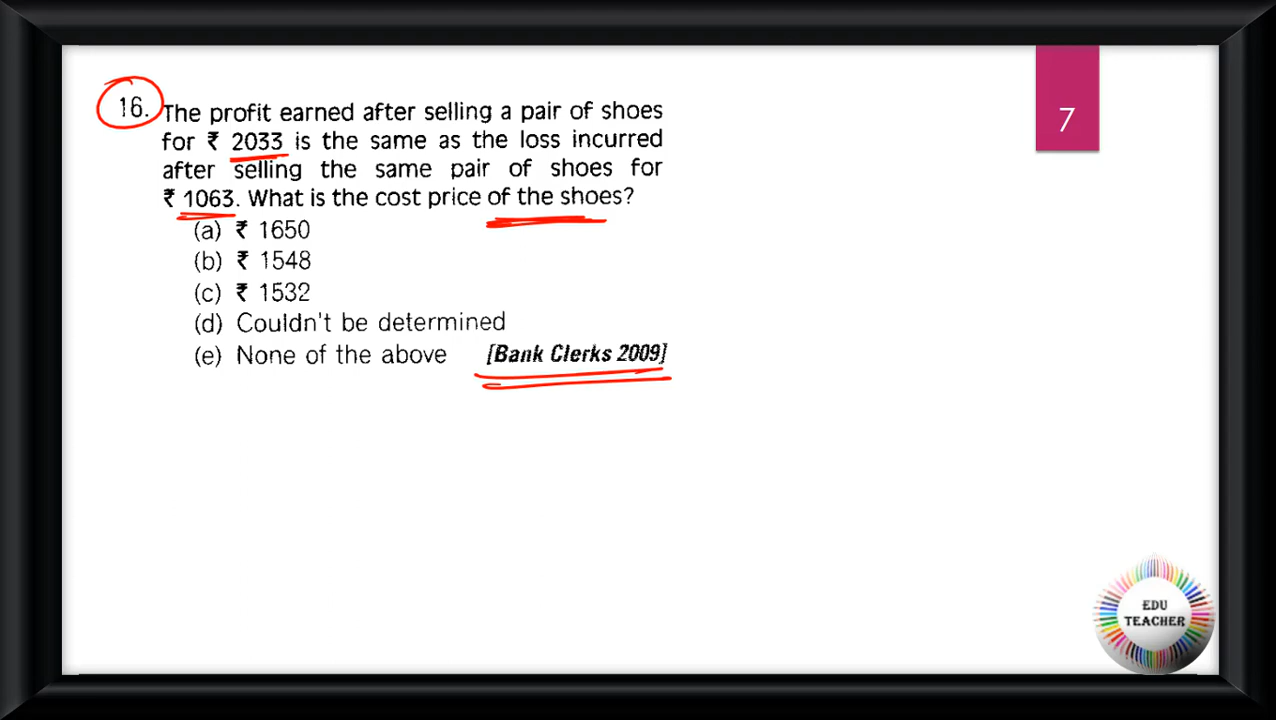 7
16. The profit earned after selling a pair of shoes
for ₹ 2033 is the same as the loss incurred
after selling the same pair of shoes for
₹ 1063. What is the cost price of the shoes?
(a) ₹ 1650
(b) ₹ 1548
(c) ₹ 1532
(d) Couldn't be determined
(e) None of the above [Bank Clerks 2009]
EDU
TEACHER